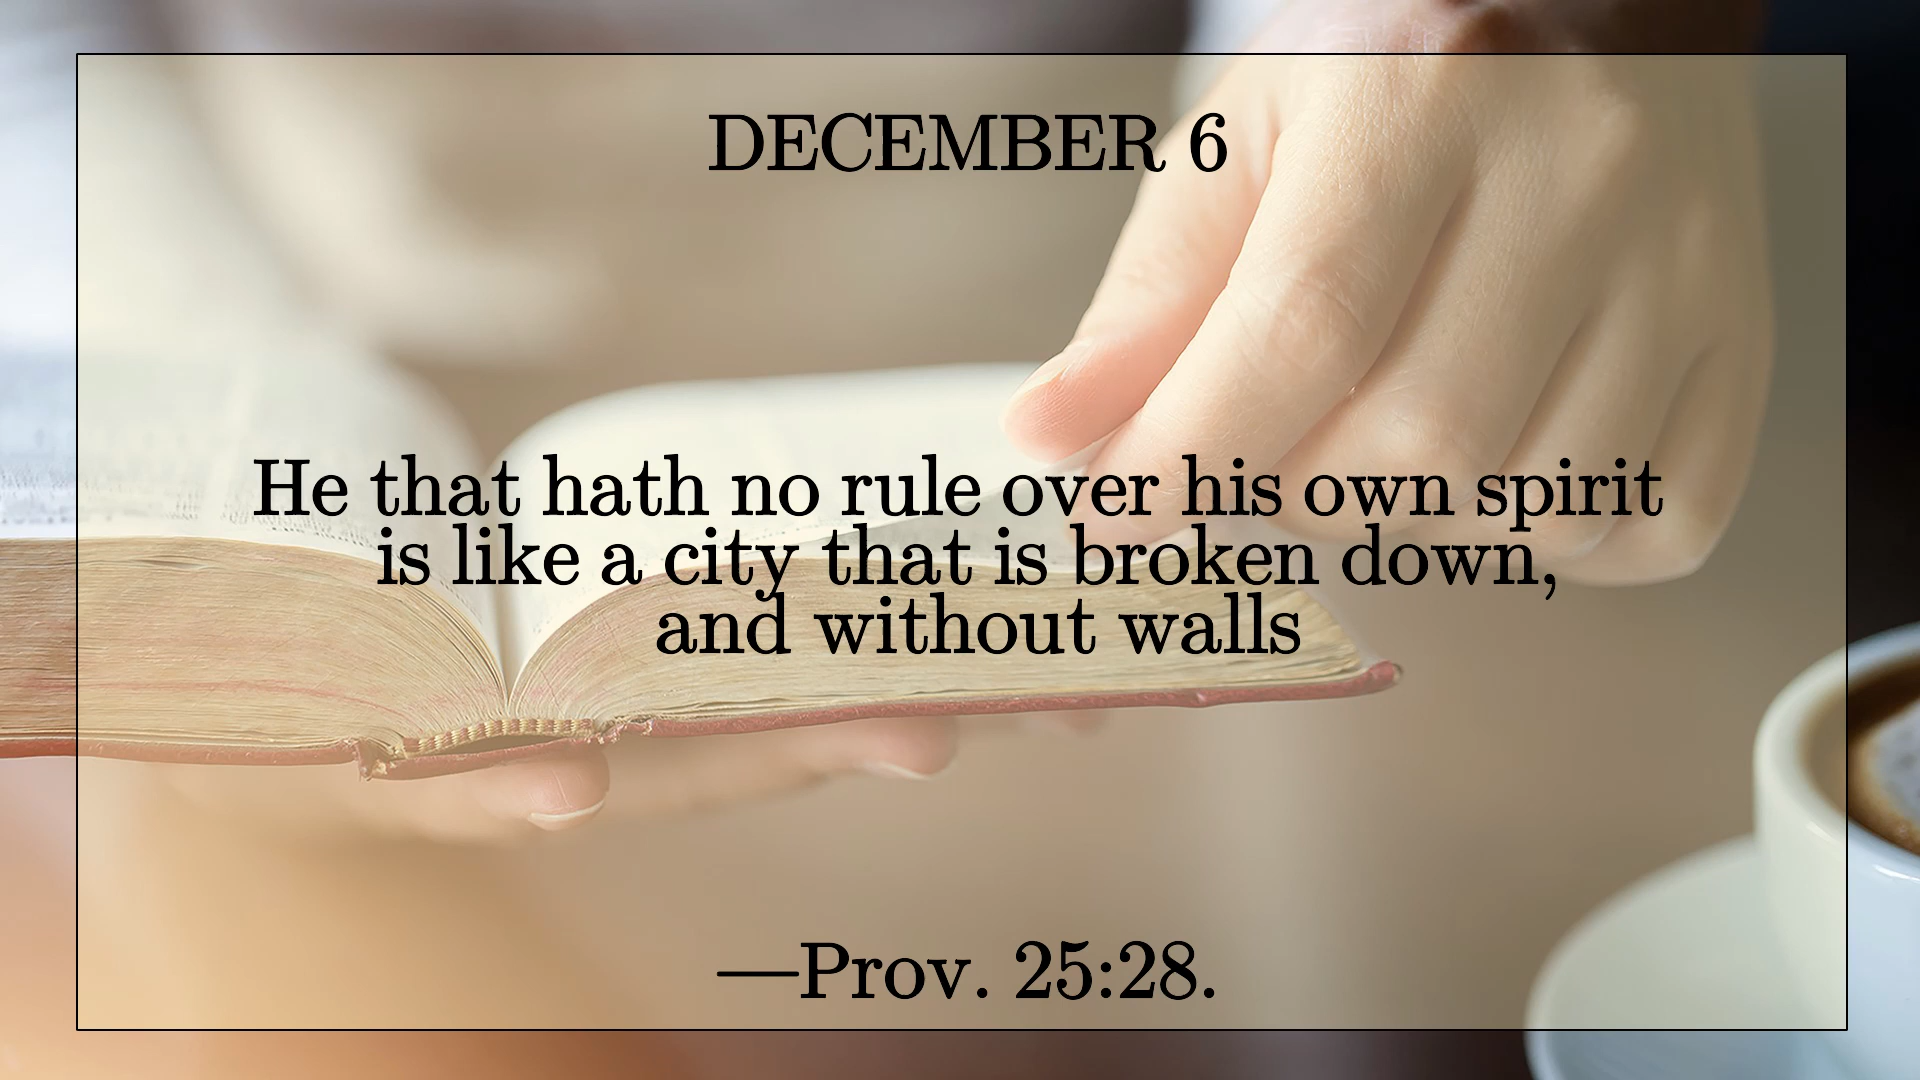 DECEMBER 6
He that hath no rule over his own spirit
is like a city that is broken down,
and without walls
—Prov. 25:28.